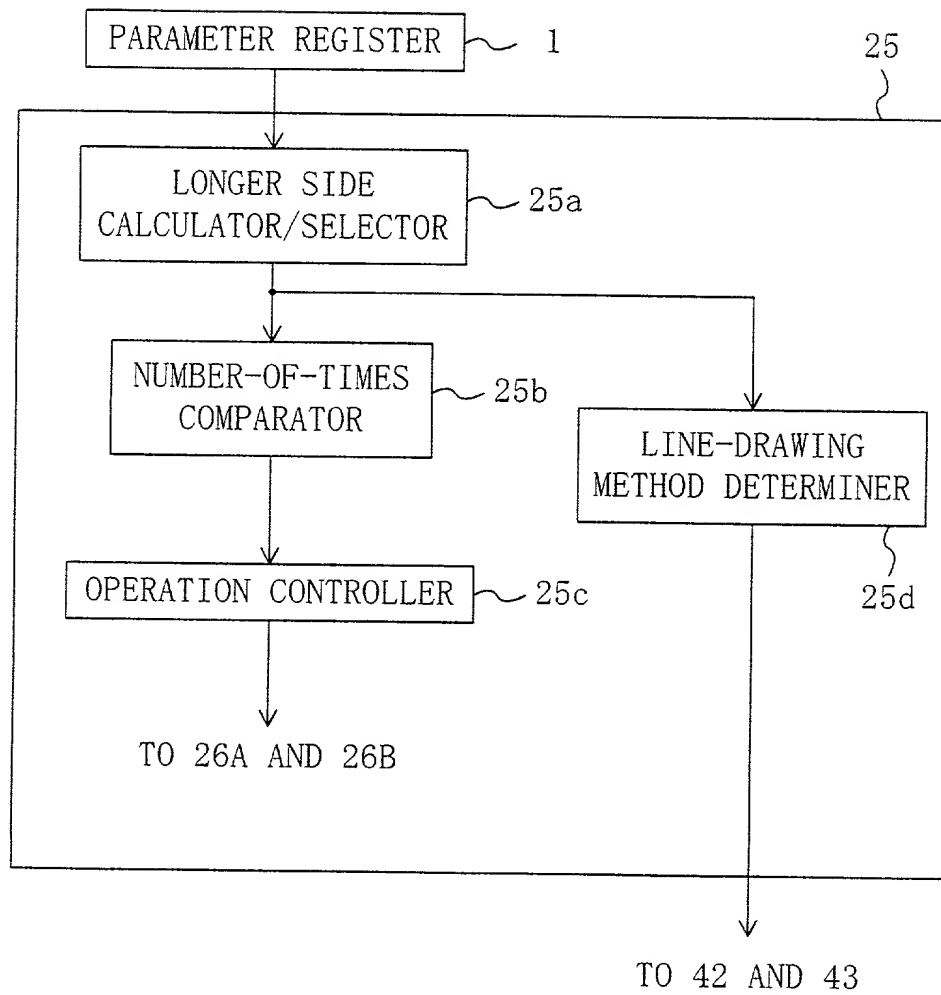 PARAMETER REGISTER
1
25
LONGER SIDE
CALCULATOR/SELECTOR
25a
NUMBER-OF-TIMES
COMPARATOR
25b
LINE-DRAWING
METHOD DETERMINER
25d
OPERATION CONTROLLER
25c
TO 26A AND 26B
TO 42 AND 43